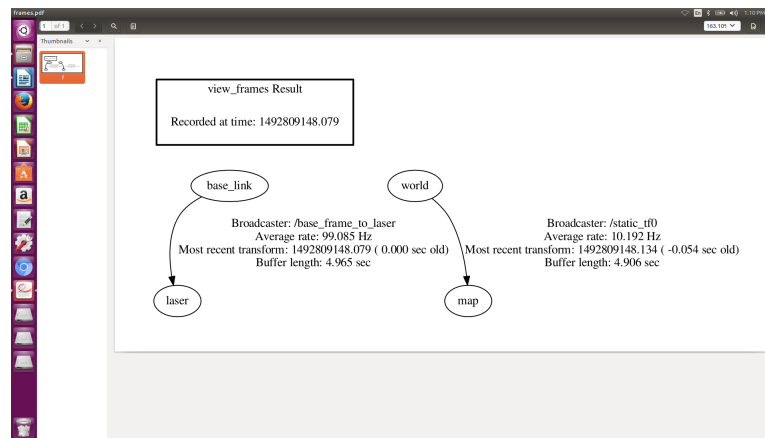 frames.pdf
En
1:10 PM
1 of 1
163.10%
Thumbnails
1
view_frames Result
Recorded at time: 1492809148.079
base_link
world
Broadcaster: /base_frame_to_laser
Average rate: 99.085 Hz
Most recent transform: 1492809148.079 ( 0.000 sec old)
Buffer length: 4.965 sec
Broadcaster: /static_tf0
Average rate: 10.192 Hz
Most recent transform: 1492809148.134 ( -0.054 sec old)
Buffer length: 4.906 sec
laser
map